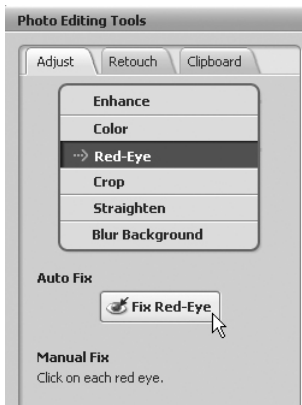 Photo Editing Tools
Adjust Retouch Clipboard
Enhance
Color
Red-Eye
Crop
Straighten
Blur Background
Auto Fix
Fix Red-Eye
Manual Fix
Click on each red eye.